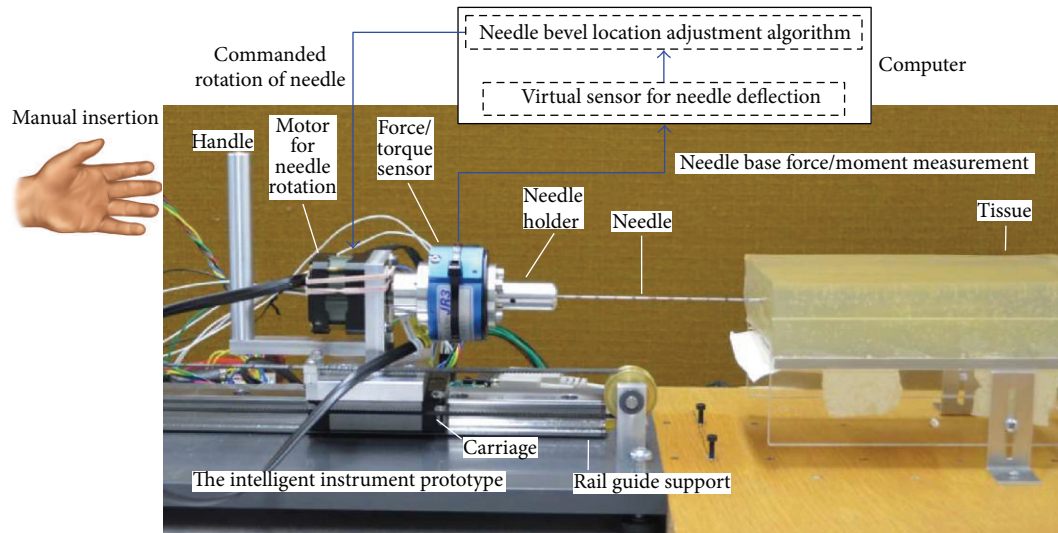 Needle bevel location adjustment algorithm
Commanded
rotation of needle
Computer
Virtual sensor for needle deflection
Manual insertion
Handle
Motor
for
needle
rotation
Force/
torque
sensor
Needle base force/moment measurement
Needle
holder
Needle
Tissue
JR3
Carriage
The intelligent instrument prototype
Rail guide support